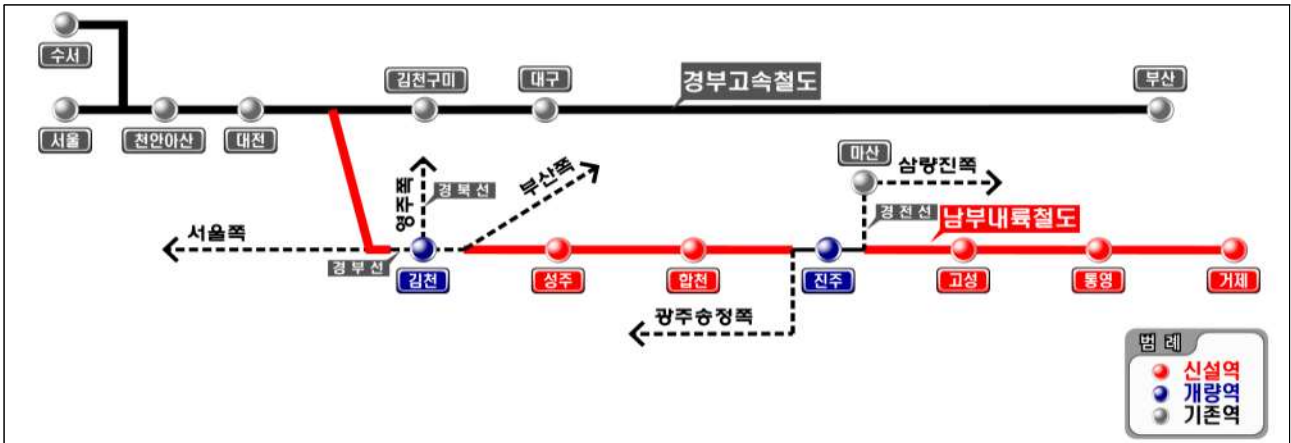 수서
김천구미
대구
경부고속철도
부산
서울
천안아산
대전
마산
삼량진쪽
영주쪽
경북선
부산쪽
경전선
남부내륙철도
서울쪽
경부선
김천
성주
합천
진주
고성
통영
거제
광주송정쪽
범례
신설역
개량역
기존역